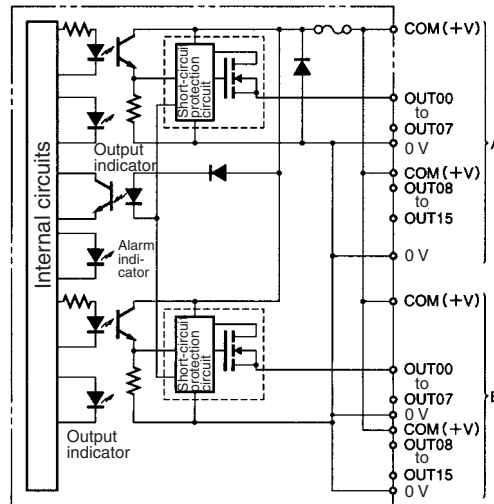 Internal circuits
Short-circuit
protection
circuit
Output
indicator
Alarm
indi-
cator
Short-circuit
protection
circuit
Output
indicator
COM(+V)
OUT00
to
OUT07
0 V
COM(+V)
OUT08
to
OUT15
0 V
A
COM(+V)
OUT00
to
OUT07
0 V
COM(+V)
OUT08
to
OUT15
0 V
B